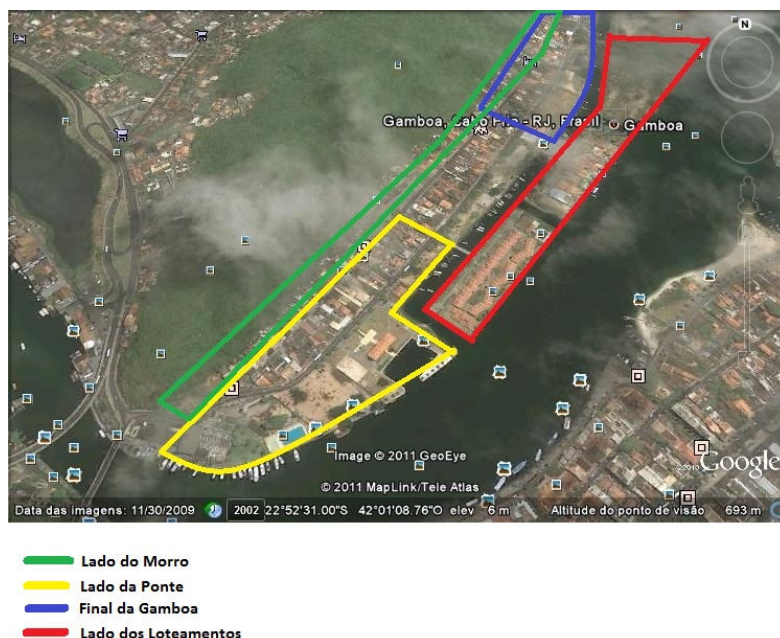 N
Gamboa, Cabo Frio - RJ, Brasil
Gamboa
Image © 2011 GeoEye
© 2011 MapLink/Tele Atlas
©2010 Google
Data das imagens: 11/30/2009 2002 22°52'31.00"S 42°01'08.76"O elev 6 m Altitude do ponto de visão 693 m
Lado do Morro
Lado da Ponte
Final da Gamboa
Lado dos Loteamentos